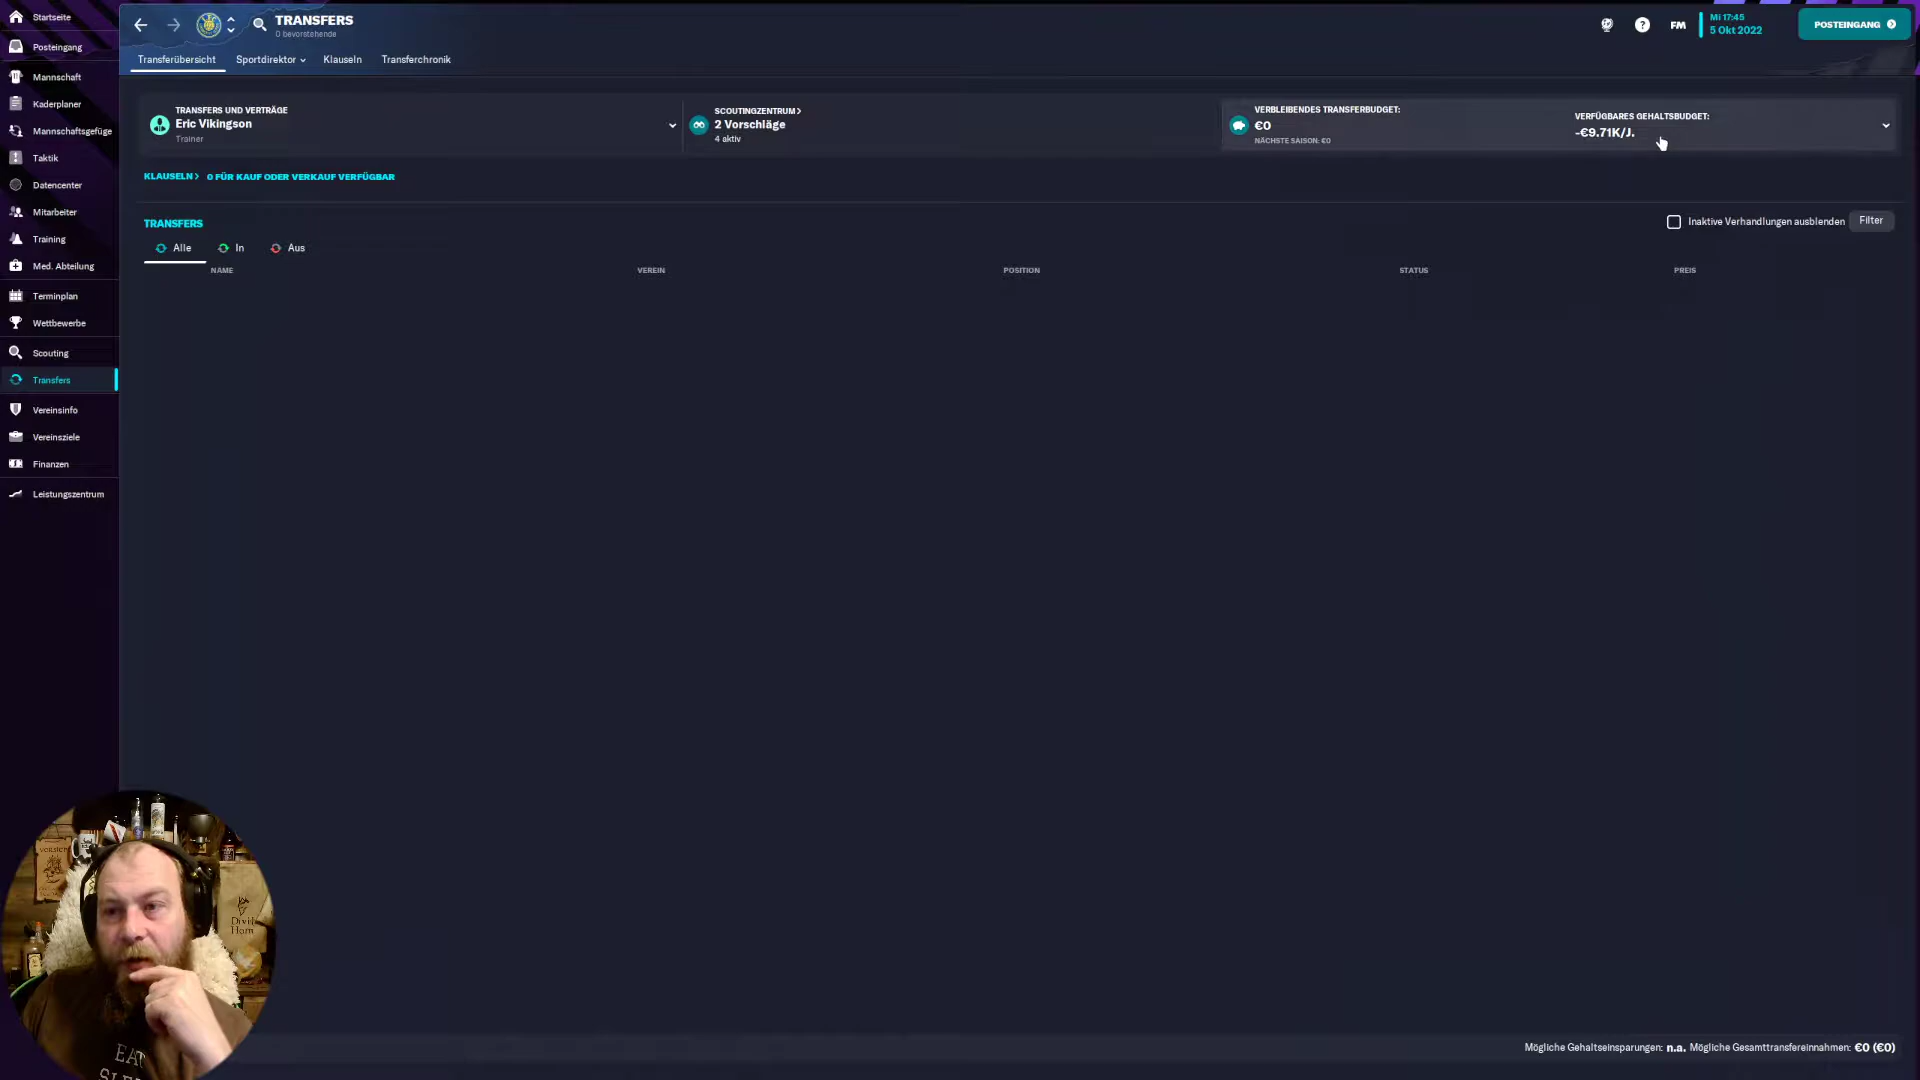 Startseite
Posteingang
Mannschaft
Kaderplaner
Mannschaftsgefüge
Taktik
Datencenter
Mitarbeiter
Training
Med. Abteilung
Terminplan
Wettbewerbe
Scouting
Transfers
Vereinsinfo
Vereinsziele
Finanzen
Leistungszentrum
TRANSFERS
0 bevorstehende
FM
Mi 17:45
5 Okt 2022
POSTEINGANG
Transferübersicht Sportdirektor Klauseln Transferchronik
TRANSFERS UND VERTRÄGE
Eric Vikingson
Trainer
SCOUTINGZENTRUM >
2 Vorschläge
4 aktiv
VERBLEIBENDES TRANSFERBUDGET:
€0
NÄCHSTE SAISON: €0
VERFÜGBARES GEHALTSBUDGET:
-€9.71K/J.
KLAUSELN > 0 FÜR KAUF ODER VERKAUF VERFÜGBAR
TRANSFERS
Inaktive Verhandlungen ausblenden Filter
Alle In Aus
NAME VEREIN POSITION STATUS PREIS
Divil
Horn
EAT
Mögliche Gehaltseinsparungen: n.a. Mögliche Gesamttransfereinnahmen: €0 (€0)